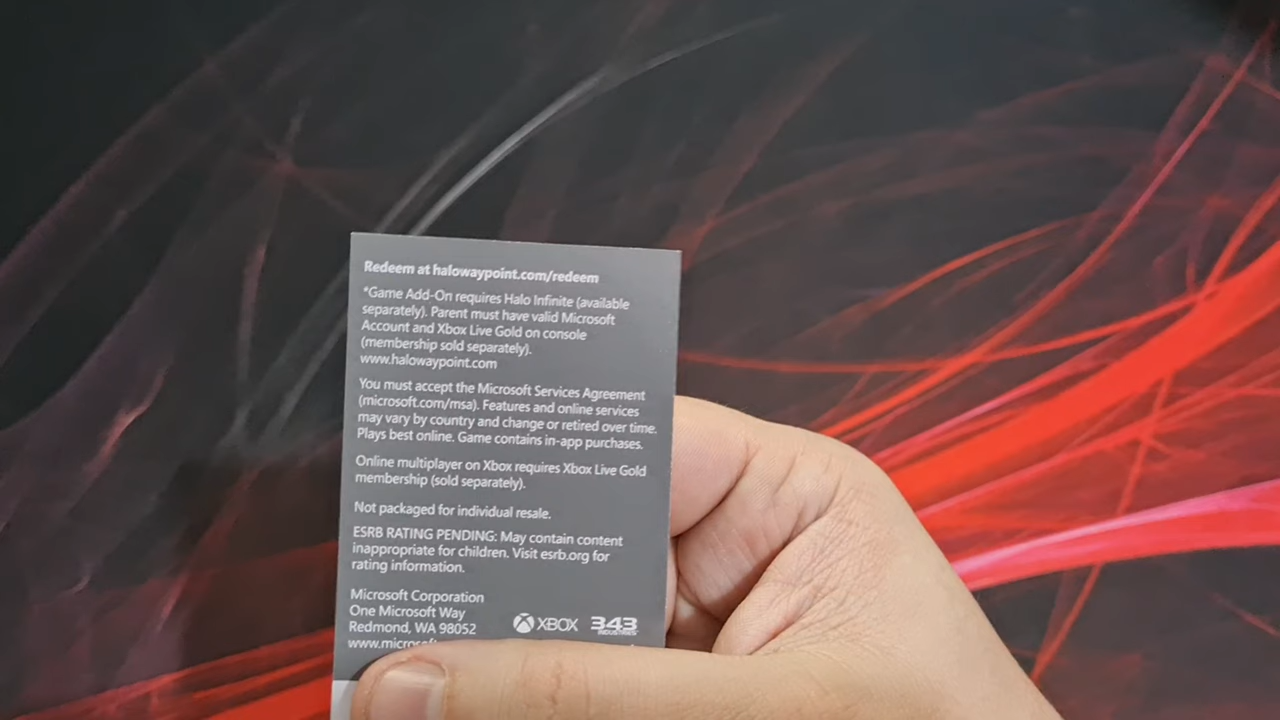 Redeem at halowaypoint.com/redeem
*Game Add-On requires Halo Infinite (available
separately). Parent must have valid Microsoft
Account and Xbox Live Gold on console
(membership sold separately).
www.halowaypoint.com
You must accept the Microsoft Services Agreement
(microsoft.com/msa). Features and online services
may vary by country and change or retired over time.
Plays best online. Game contains in-app purchases.
Online multiplayer on Xbox requires Xbox Live Gold
membership (sold separately).
Not packaged for individual resale.
ESRB RATING PENDING: May contain content
inappropriate for children. Visit esrb.org for
rating information.
Microsoft Corporation
One Microsoft Way
Redmond, WA 98052
XBOX
343 INDUSTRIES